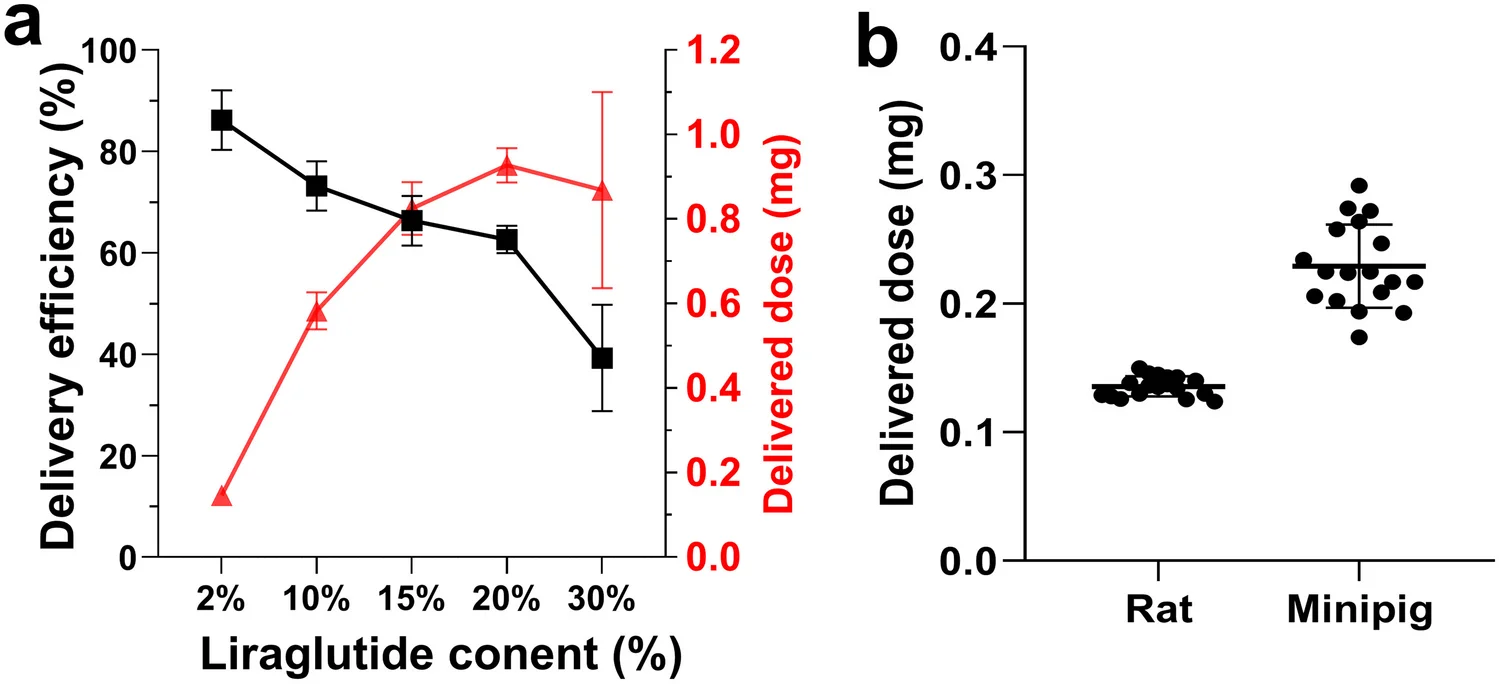 a
100
80
60
40
20
0
Delivery efficiency (%)
1.2
1.0
0.8
0.6
0.4
0.2
0.0
Delivered dose (mg)
2% 10% 15% 20% 30%
Liraglutide conent (%)
b
0.4
0.3
0.2
0.1
0.0
Delivered dose (mg)
Rat Minipig